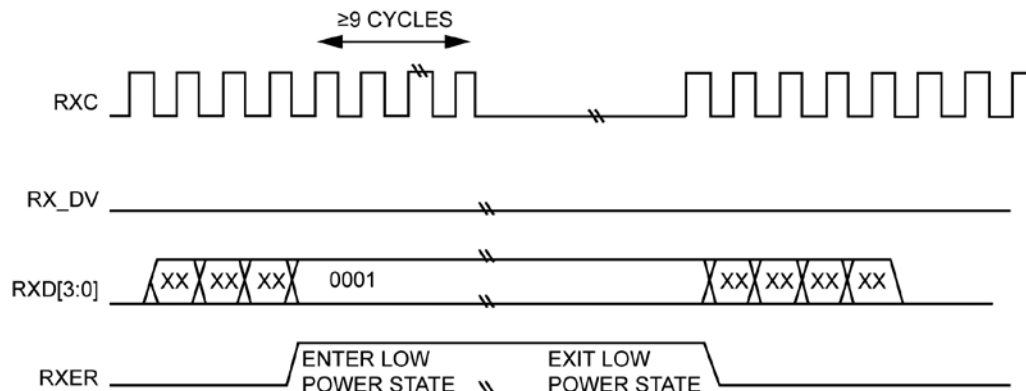 ≥9 CYCLES
RXC
RX_DV
RXD[3:0]
XX XX XX 0001 XX XX XX XX
RXER
ENTER LOW
POWER STATE
EXIT LOW
POWER STATE